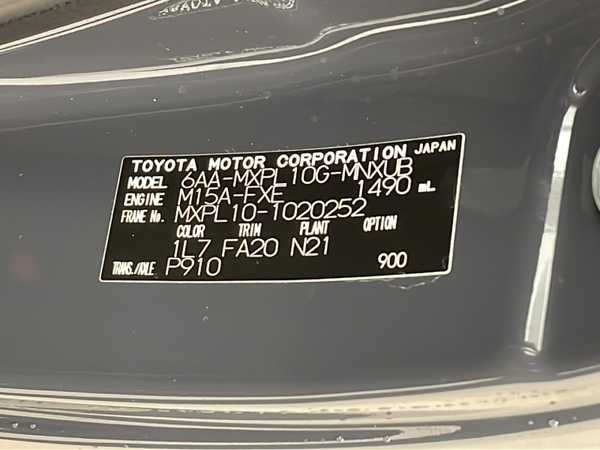 TOYOTA MOTOR CORPORATION JAPAN
MODEL 6AA-MXPL10G-MNXUB
ENGINE M15A-FXE 1490 mL
FRAME No. MXPL10-1020252
COLOR TRIM PLANT OPTION
1L7 FA20 N21
TRANS./AXLE P910 900